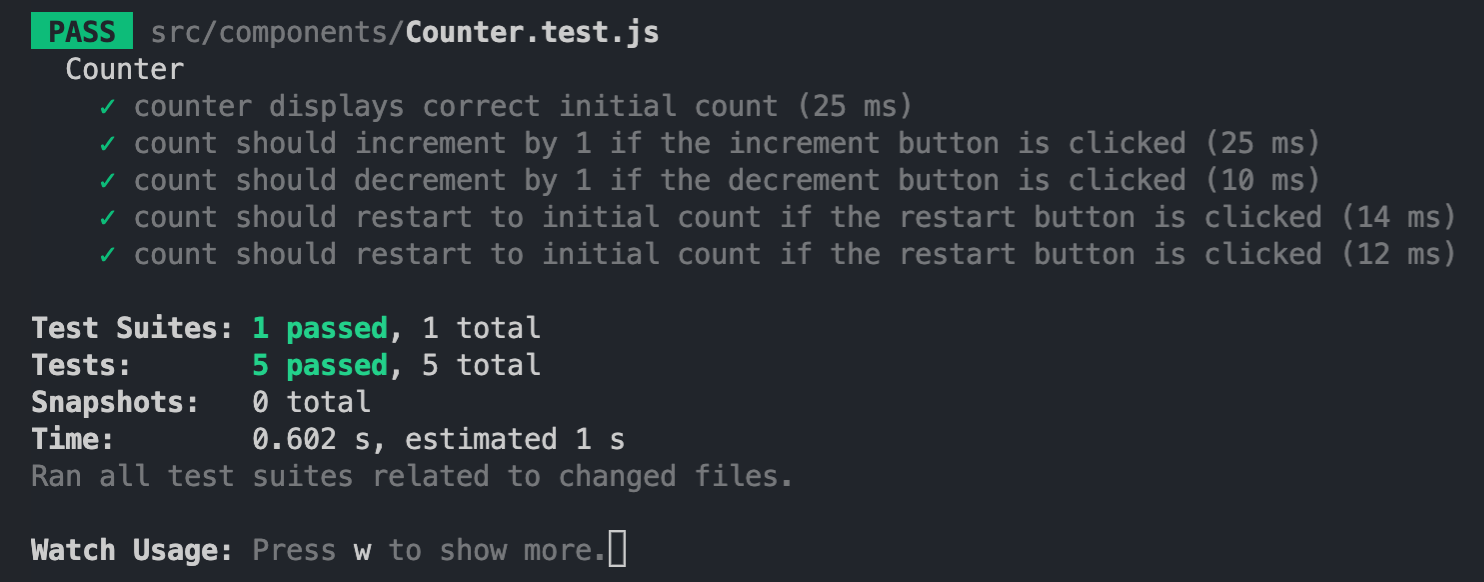 PASS src/components/Counter.test.js
Counter
✓ counter displays correct initial count (25 ms)
✓ count should increment by 1 if the increment button is clicked (25 ms)
✓ count should decrement by 1 if the decrement button is clicked (10 ms)
✓ count should restart to initial count if the restart button is clicked (14 ms)
✓ count should restart to initial count if the restart button is clicked (12 ms)
Test Suites: 1 passed, 1 total
Tests: 5 passed, 5 total
Snapshots: 0 total
Time: 0.602 s, estimated 1 s
Ran all test suites related to changed files.
Watch Usage: Press w to show more.